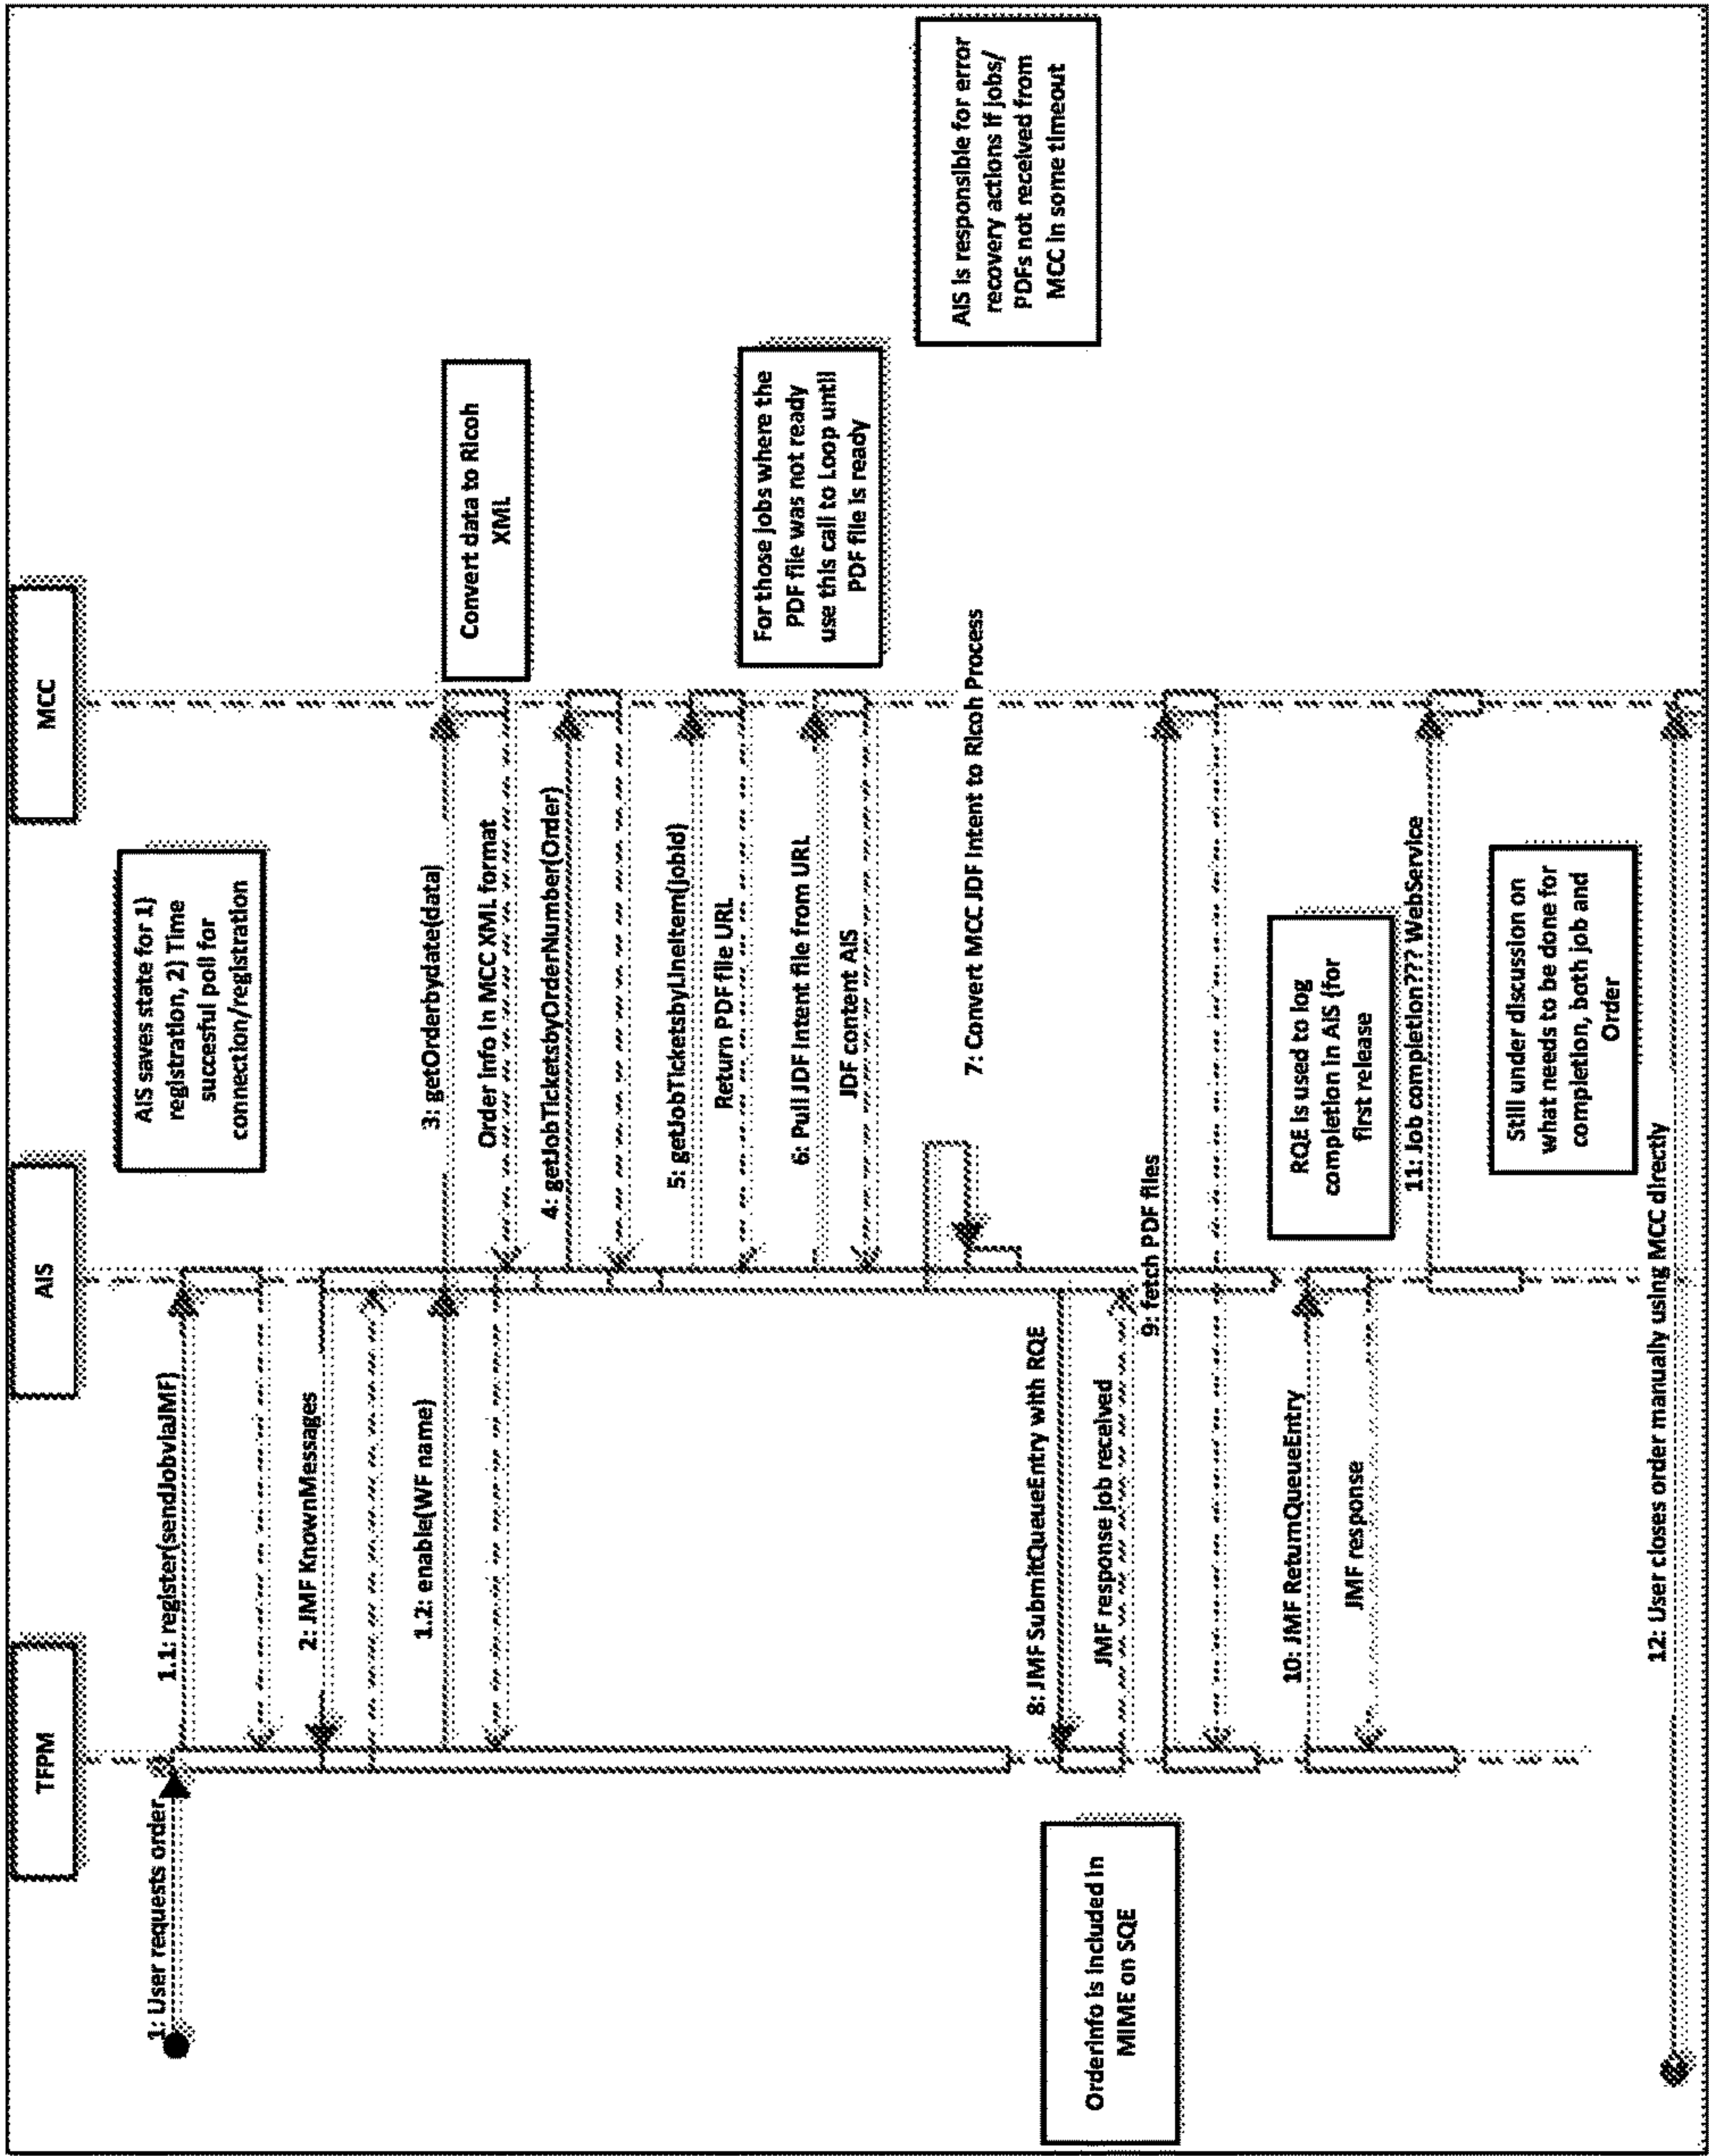 TFPM
AIS
MCC
1: User requests order
1.1: register(sendJobviaJMF)
AIS saves state for 1)
registration, 2) Time
succesful poll for
connection/registration
2: JMF KnownMessages
1.2: enable(WF name)
3: getOrderbydate(data)
Convert data to Ricoh
XML
Order info in MCC XML format
4: getJobTicketsbyOrderNumber(Order)
5: getJobTicketsbyLineItem(jobid)
Return PDF file URL
For those jobs where the
PDF file was not ready
use this call to Loop until
PDF file is ready
6: Pull JDF Intent file from URL
JDF content AIS
7: Convert MCC JDF Intent to Ricoh Process
AIS is responsible for error
recovery actions if jobs/
PDFs not received from
MCC in some timeout
8: JMF SubmitQueueEntry with RQE
JMF response job received
OrderInfo is included in
MIME on SQE
9: fetch PDF files
10: JMF ReturnQueueEntry
JMF response
RQE is used to log
completion in AIS (for
first release
11: Job completion??? WebService
Still under discussion on
what needs to be done for
completion, both job and
Order
12: User closes order manually using MCC directly